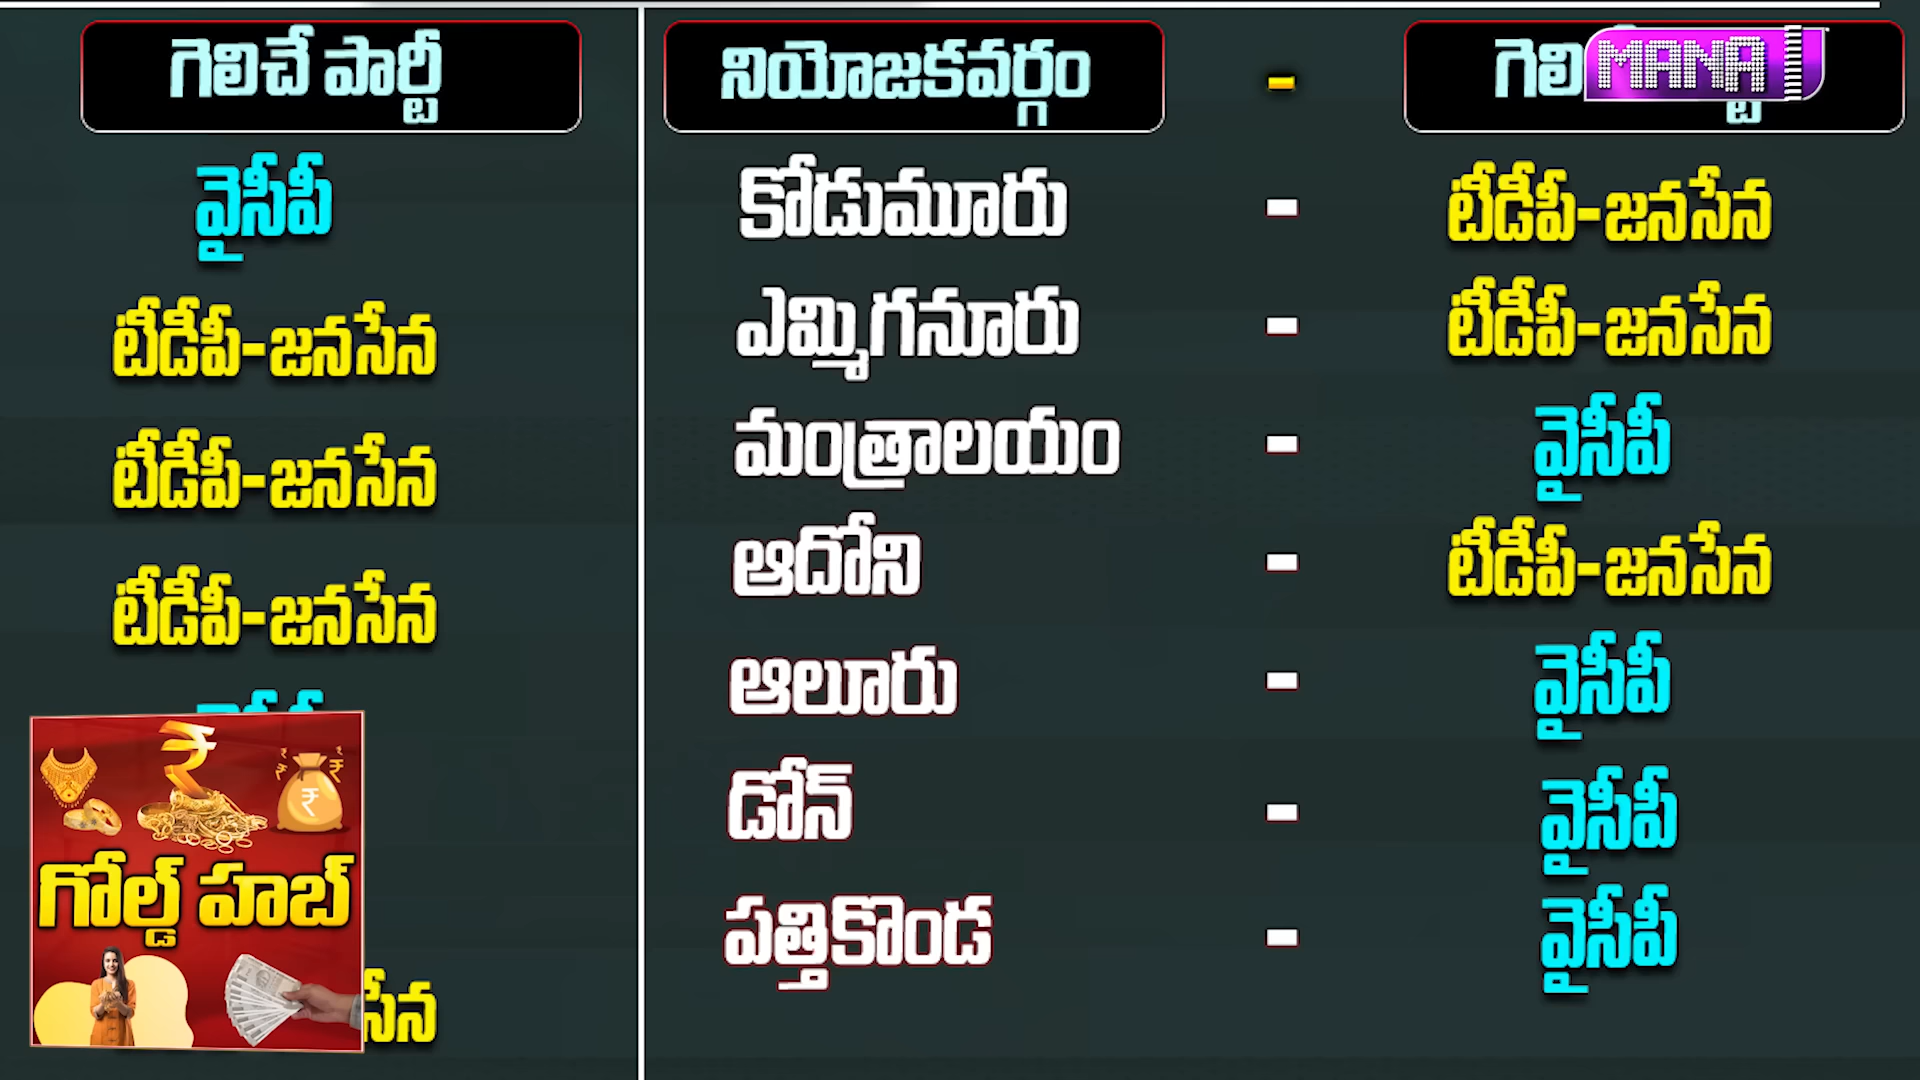 గెలిచే పార్టీ
నియోజకవర్గం -
MANA
వైసీపీ
కోడుమూరు - టీడీపీ-జనసేన
టీడీపీ-జనసేన
ఎమ్మిగనూరు - టీడీపీ-జనసేన
టీడీపీ-జనసేన
మంత్రాలయం - వైసీపీ
టీడీపీ-జనసేన
ఆదోని - టీడీపీ-జనసేన
ఆలూరు - వైసీపీ
డోన్ - వైసీపీ
పత్తికొండ - వైసీపీ
గోల్డ్ హబ్